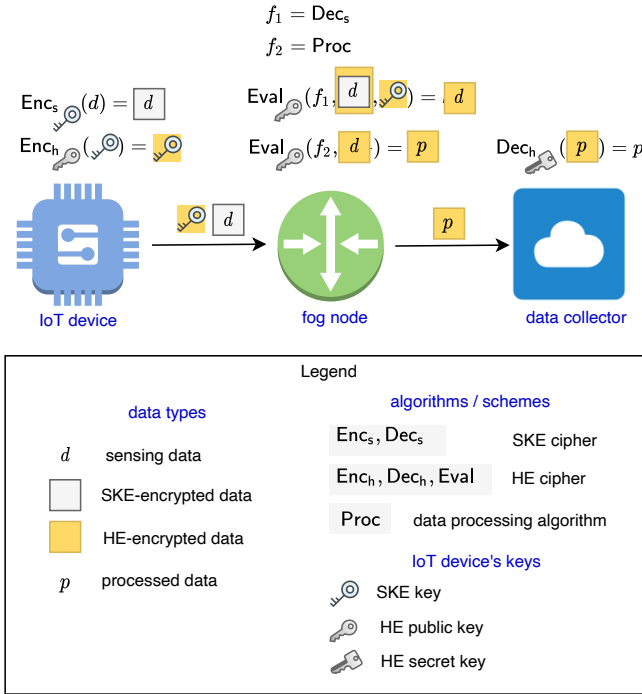 f₁ = Decₛ
f₂ = Proc
Encₛ (d) = d
Eval (f₁, d , ) = d
Encₕ ( ) =
Eval (f₂, d ) = p
Decₕ ( p ) = p
d
p
IoT device
fog node
data collector
Legend
data types
algorithms / schemes
d sensing data
Encₛ, Decₛ SKE cipher
SKE-encrypted data
Encₕ, Decₕ, Eval HE cipher
HE-encrypted data
Proc data processing algorithm
p processed data
IoT device's keys
SKE key
HE public key
HE secret key